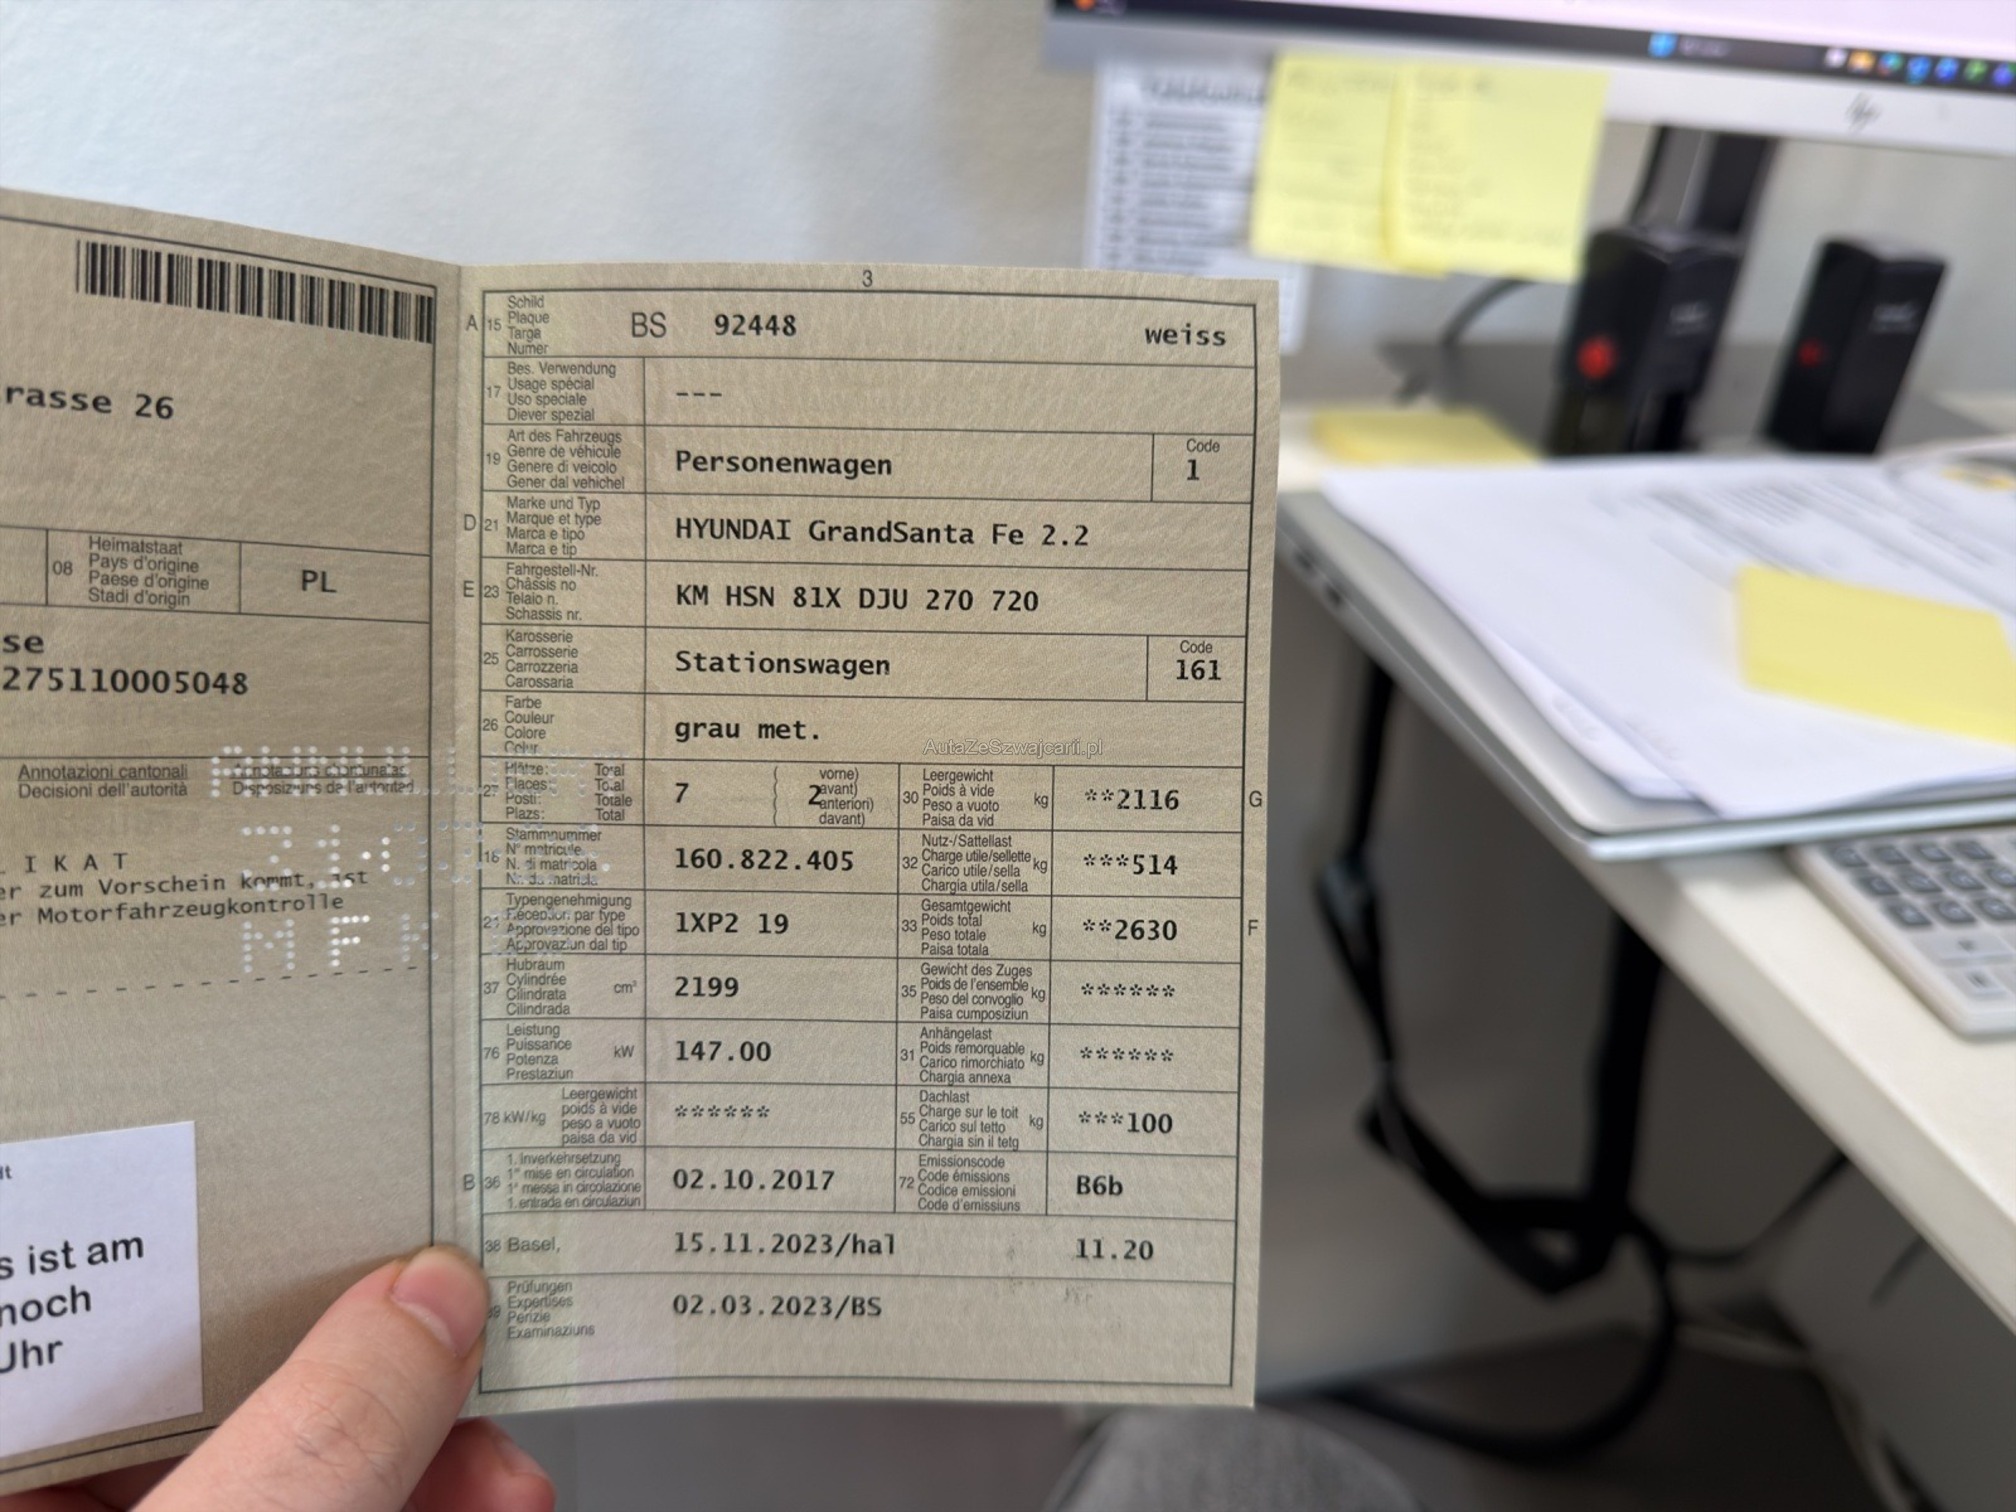 rasse 26
08 Heimatstaat
Pays d'origine
Paese d'origine
Stadi d'origin
PL
se
275110005048
Annotazioni cantonali
Decisioni dell'autorità
L I K A T
er zum Vorschein kommt, ist
er Motorfahrzeugkontrolle
s ist am
noch
Uhr
3
A 15 Schild
Plaque
Targa
Numer
BS 92448 weiss
17 Bes. Verwendung
Usage spécial
Uso speciale
Diever spezial
---
19 Art des Fahrzeugs
Genre de véhicule
Genere di veicolo
Gener dal vehichel
Personenwagen
Code
1
D 21 Marke und Typ
Marque et type
Marca e tipo
Marca e tip
HYUNDAI GrandSanta Fe 2.2
E 23 Fahrgestell-Nr.
Châssis no
Telaio n.
Schassis nr.
KM HSN 81X DJU 270 720
25 Karosserie
Carrosserie
Carrozzeria
Carossaria
Stationswagen
Code
161
26 Farbe
Couleur
Colore
Colur
grau met.
AutaZeSzwajcarii.pl
27 Plätze: Total
Places: Total
Posti: Totale
Plazs: Total
7
2
vorne)
avant)
anteriori)
davant)
30 Leergewicht
Poids à vide
Peso a vuoto
Paisa da vid
kg
**2116
G
18 Stammnummer
N° matricule
N. di matricola
160.822.405
32 Nutz-/Sattellast
Charge utile/sellette
Carico utile/sella
Chargia utila/sella
kg
***514
Typengenehmigung
Réception par type
Approvazione del tipo
Approvaziun dal tip
1XP2 19
33 Gesamtgewicht
Poids total
Peso totale
Paisa totala
kg
**2630
F
37 Hubraum
Cylindrée
Cilindrata
Cilindrada
cm³
2199
35 Gewicht des Zuges
Poids de l'ensemble
Peso del convoglio
Paisa cumposiziun
kg
******
76 Leistung
Puissance
Potenza
Prestaziun
kW
147.00
31 Anhängelast
Poids remorquable
Carico rimorchiato
Chargia annexa
kg
******
78 kW/kg
Leergewicht
poids à vide
peso a vuoto
paisa da vid
******
55 Dachlast
Charge sur le toit
Carico sul tetto
Chargia sin il tetg
kg
***100
B 36 1. Inverkehrsetzung
1re mise en circulation
1a messa in circolazione
1. entrada en circulaziun
02.10.2017
72 Emissionscode
Code émissions
Codice emissioni
Code d'emissiuns
B6b
38 Basel,
15.11.2023/hal
11.20
Prüfungen
Expertises
Perizie
Examinaziuns
02.03.2023/BS